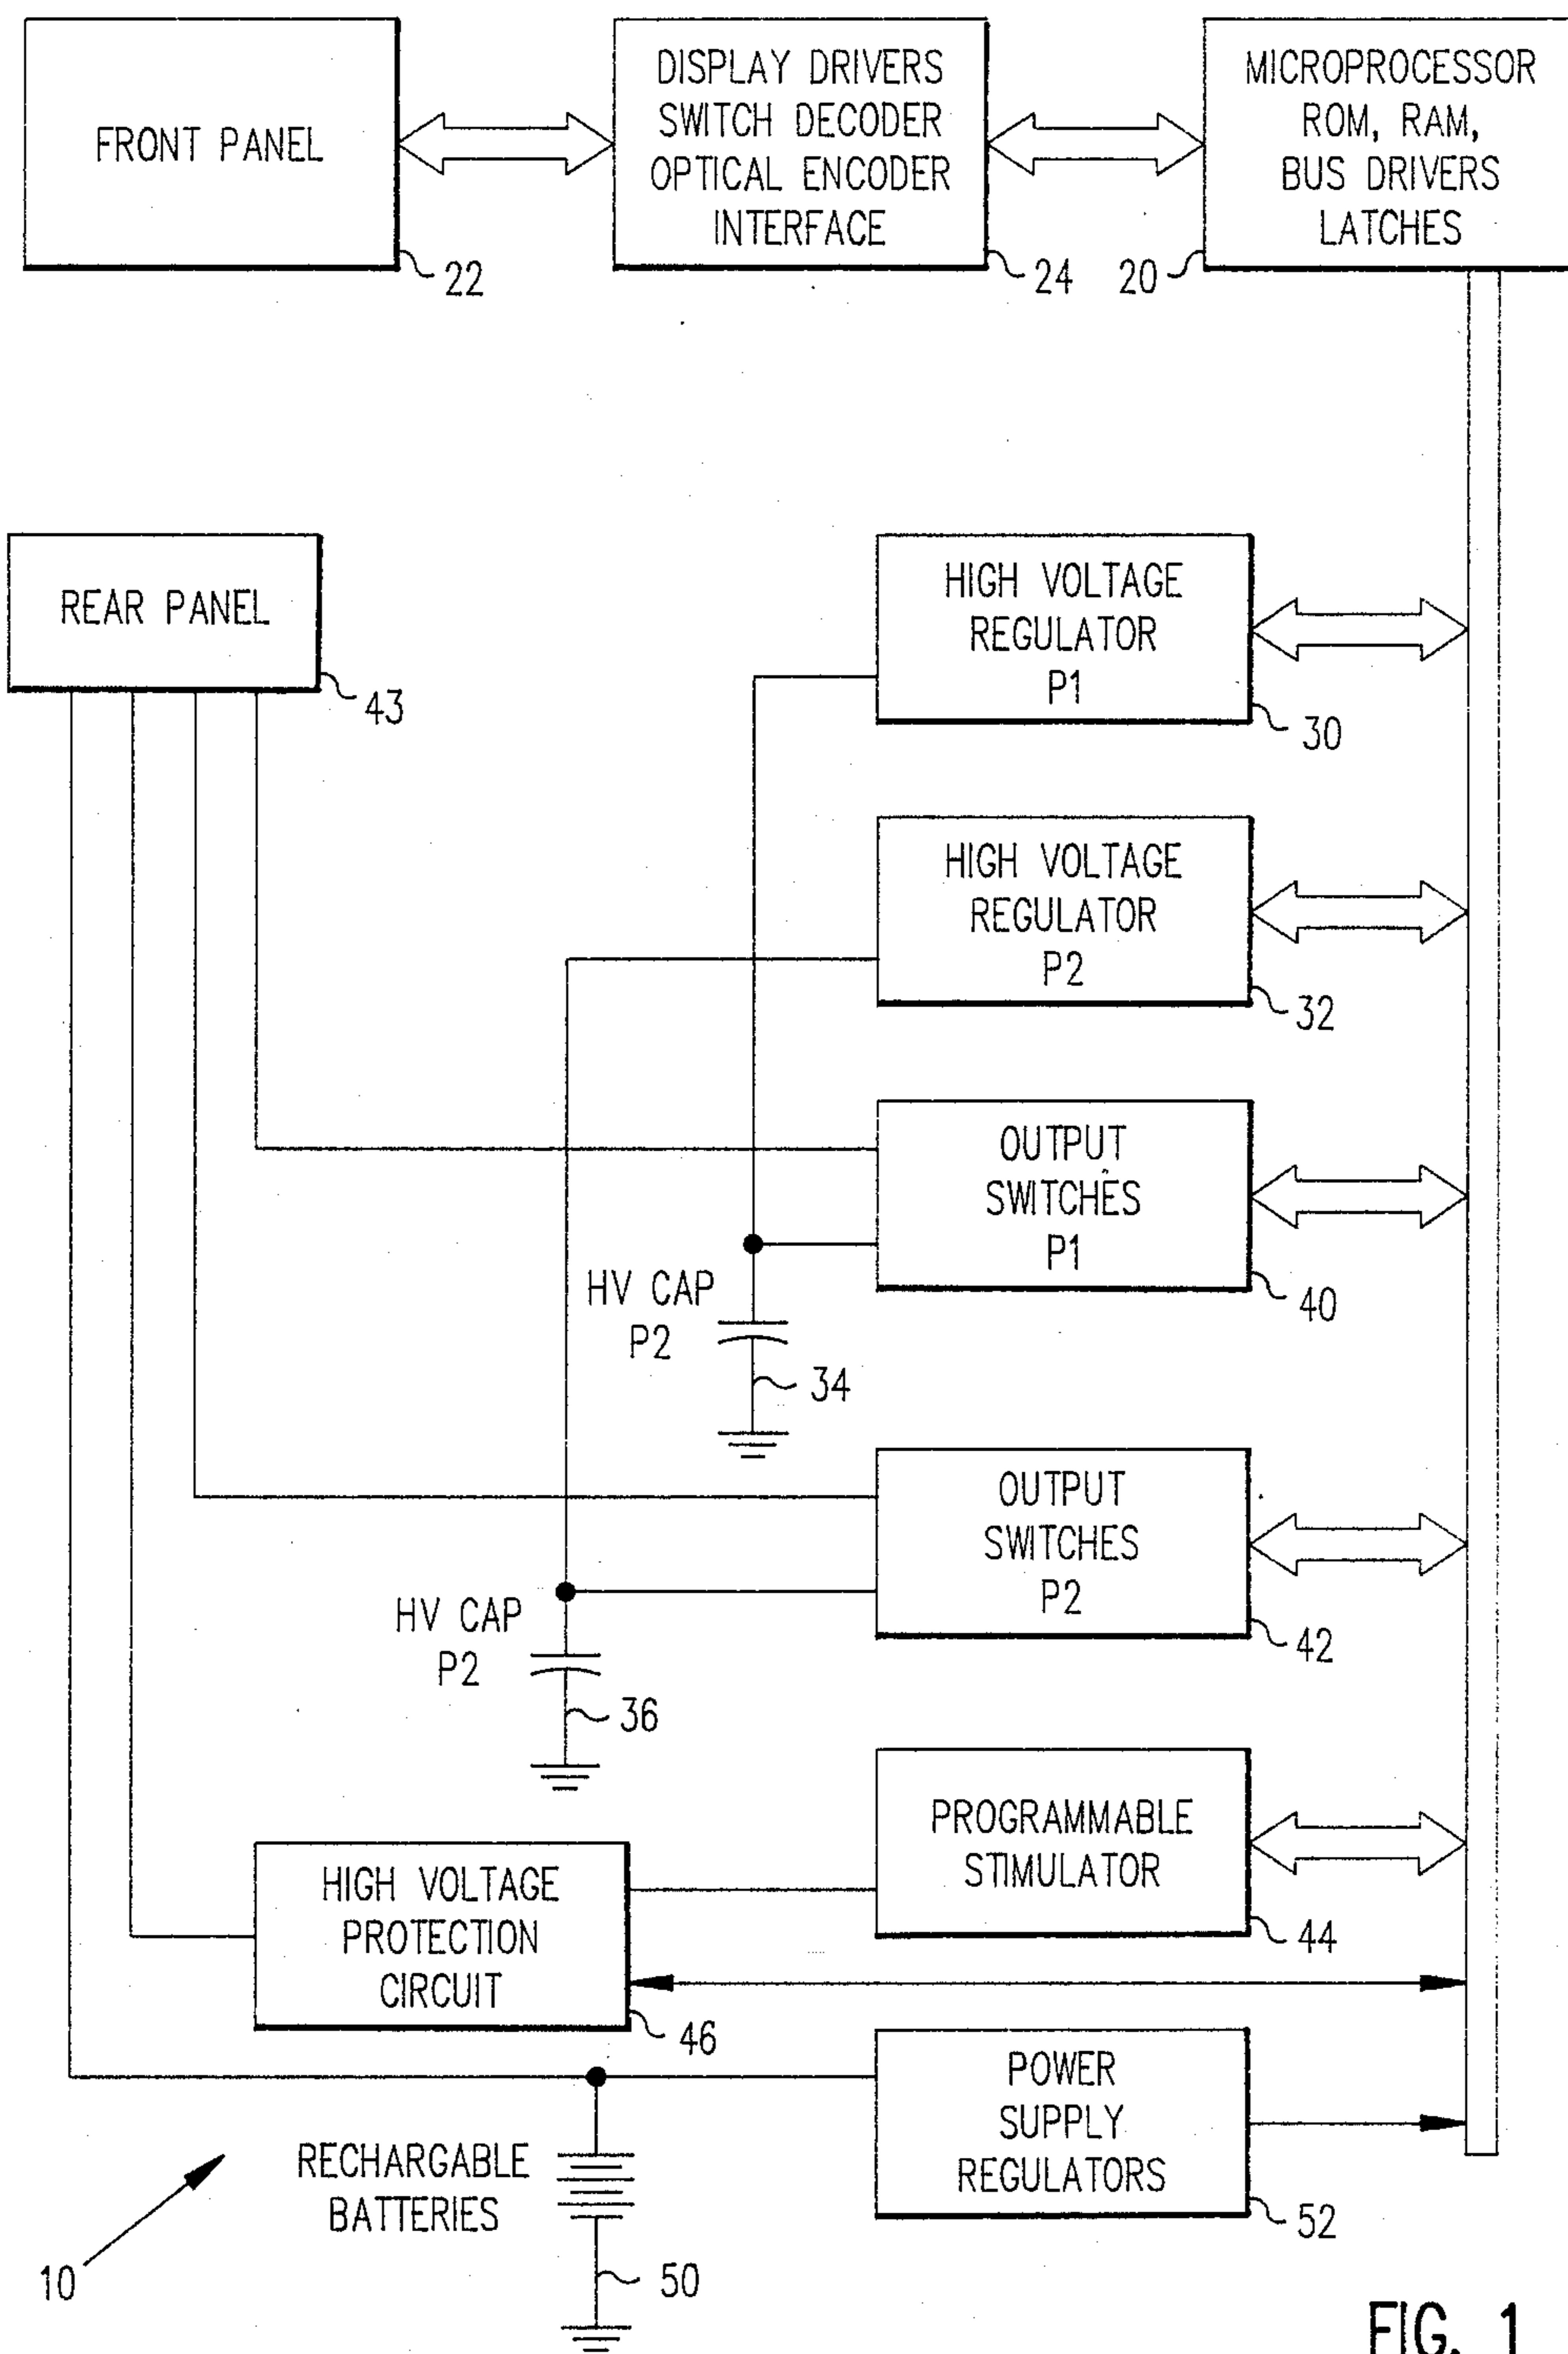 FRONT PANEL
22
DISPLAY DRIVERS
SWITCH DECODER
OPTICAL ENCODER
INTERFACE
24
MICROPROCESSOR
ROM, RAM,
BUS DRIVERS
LATCHES
20
REAR PANEL
43
HIGH VOLTAGE
REGULATOR
P1
30
HIGH VOLTAGE
REGULATOR
P2
32
OUTPUT
SWITCHES
P1
40
HV CAP
P2
34
OUTPUT
SWITCHES
P2
42
HV CAP
P2
36
PROGRAMMABLE
STIMULATOR
44
HIGH VOLTAGE
PROTECTION
CIRCUIT
46
POWER
SUPPLY
REGULATORS
52
RECHARGABLE
BATTERIES
50
10
FIG. 1